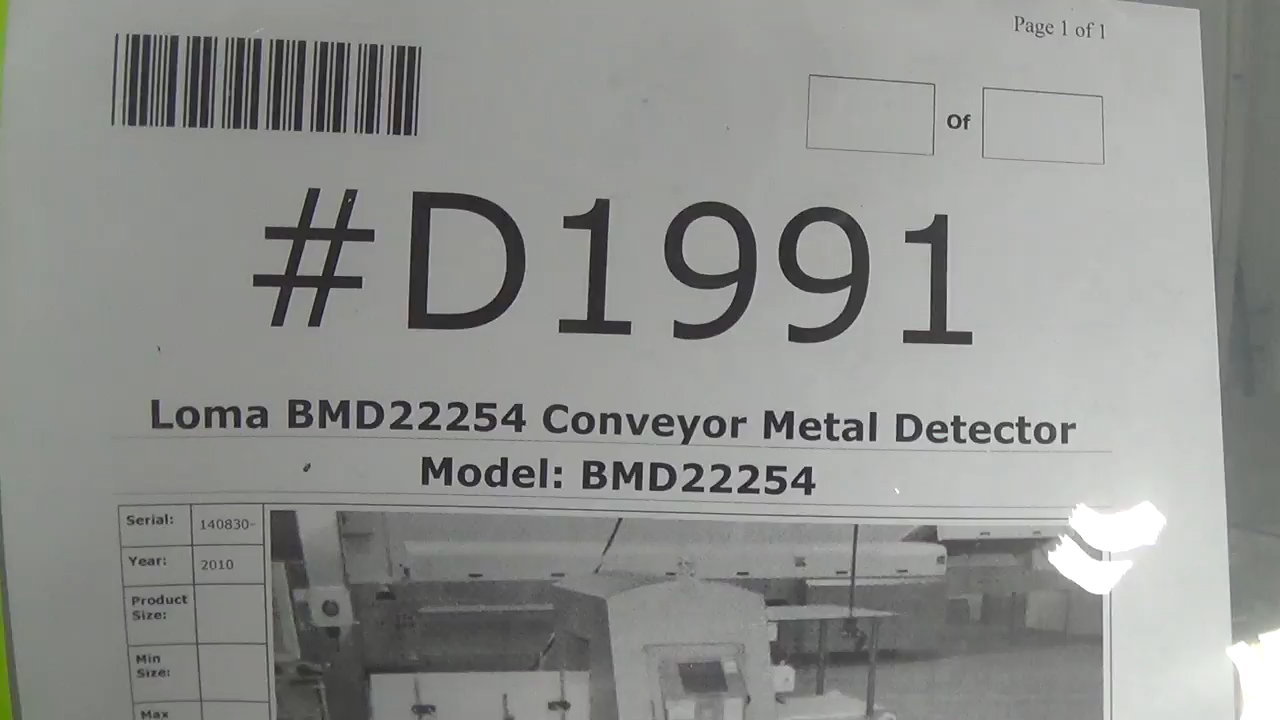 Page 1 of 1
Of
#D1991
Loma BMD22254 Conveyor Metal Detector
Model: BMD22254
Serial: 140830-
Year: 2010
Product
Size:
Min
Size:
Max